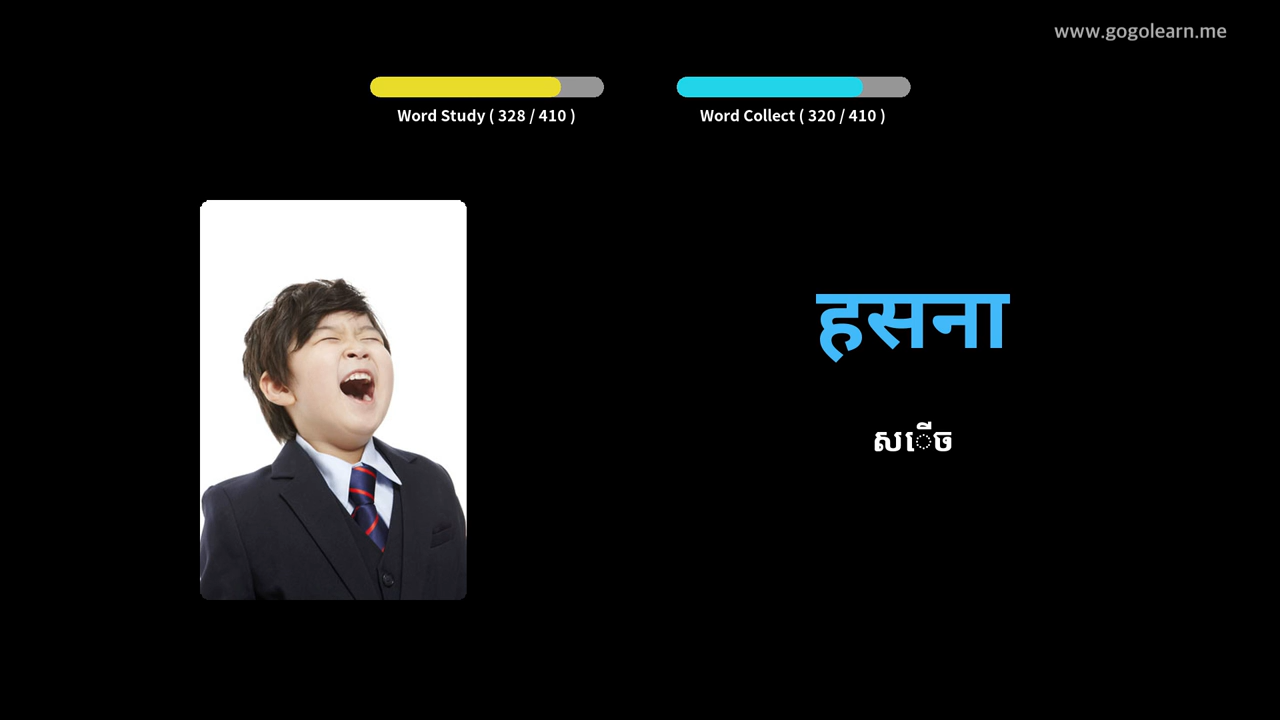 www.gogolearn.me
Word Study ( 328 / 410 )
Word Collect ( 320 / 410 )
हसना
សេីច